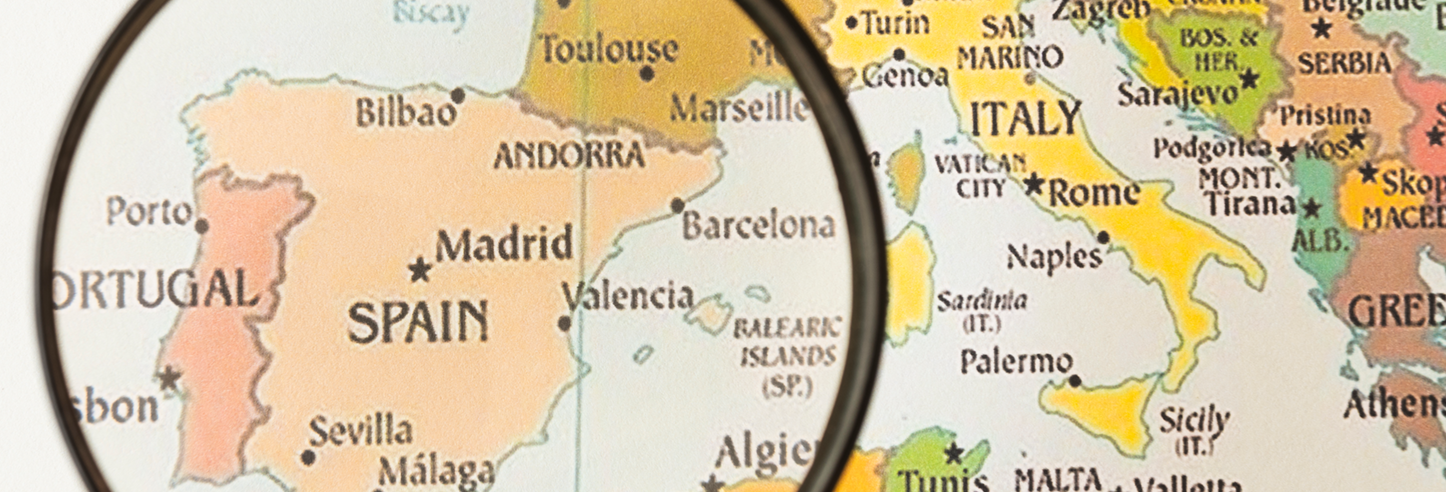 Biscay
Toulouse
Marseille
Bilbao
ANDORRA
Porto
Barcelona
Madrid
ORTUGAL
SPAIN
Valencia
BALEARIC
ISLANDS
(SP.)
sbon
Sevilla
Málaga
Algie
Turin
SAN
MARINO
Genoa
ITALY
VATICAN
CITY
Rome
Naples
Sardinia
(IT.)
Palermo
Sicily
(IT.)
Tunis
MALTA
Valletta
Zagreb
Belgrade
BOS. &
HER.
SERBIA
Sarajevo
Pristina
Podgorica
KOS.
MONT.
Skop
Tirana
MACED
ALB.
GREE
Athens